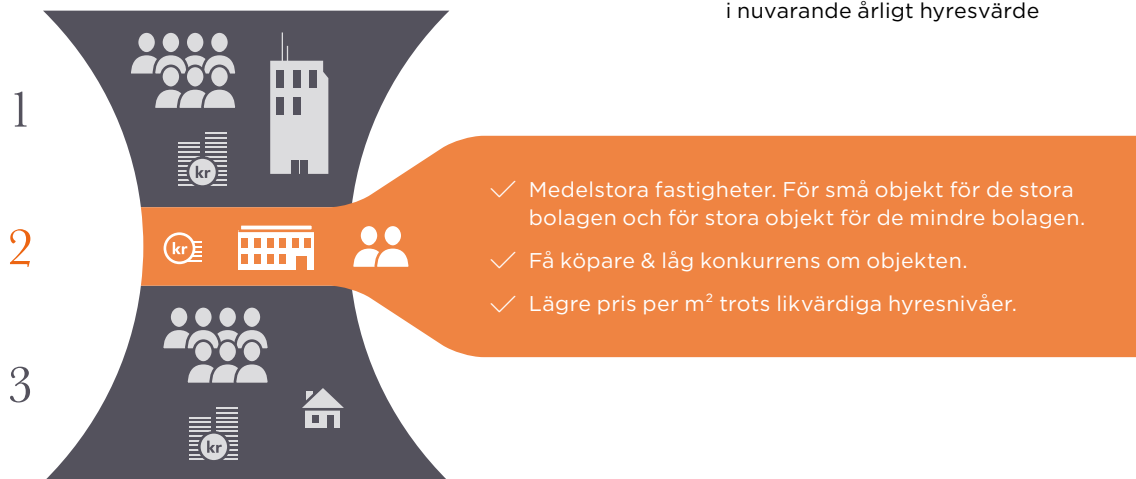 i nuvarande årligt hyresvärde
1
kr
2
kr
Medelstora fastigheter. För små objekt för de stora
bolagen och för stora objekt för de mindre bolagen.
Få köpare & låg konkurrens om objekten.
Lägre pris per m² trots likvärdiga hyresnivåer.
3
kr